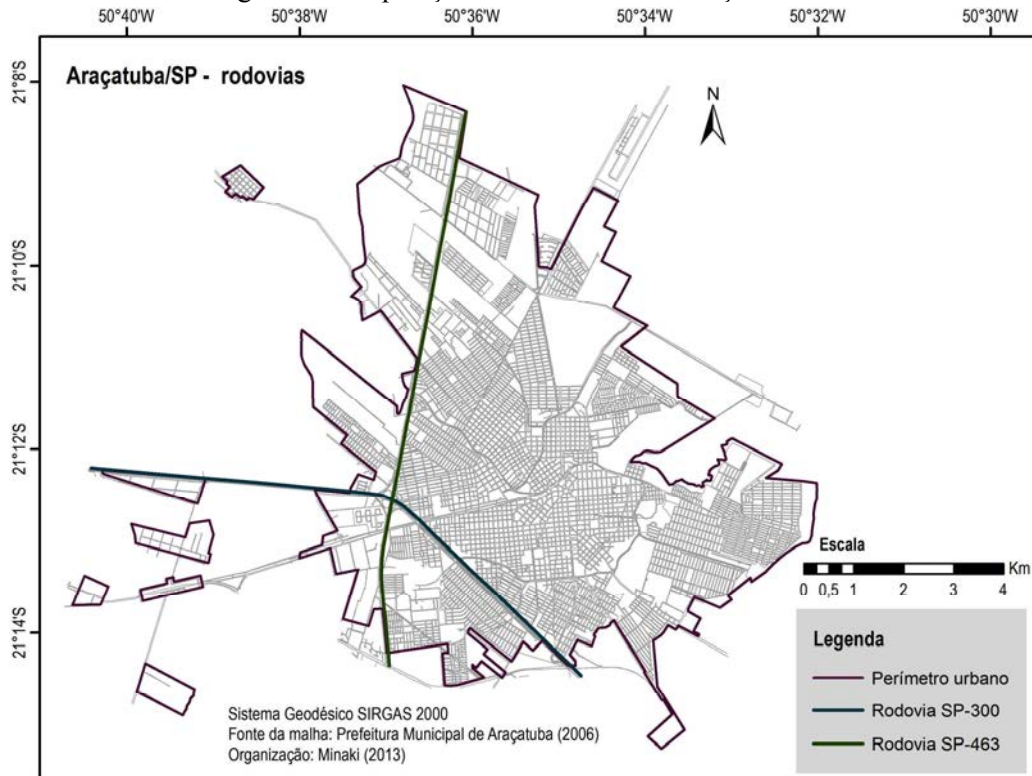 50°40'W 50°38'W 50°36'W 50°34'W 50°32'W 50°30'W
Araçatuba/SP - rodovias
N
21°8'S
21°10'S
21°12'S
21°14'S
Escala
Km
0 0,5 1 2 3 4
Legenda
Perímetro urbano
Rodovia SP-300
Rodovia SP-463
Sistema Geodésico SIRGAS 2000
Fonte da malha: Prefeitura Municipal de Araçatuba (2006)
Organização: Minaki (2013)